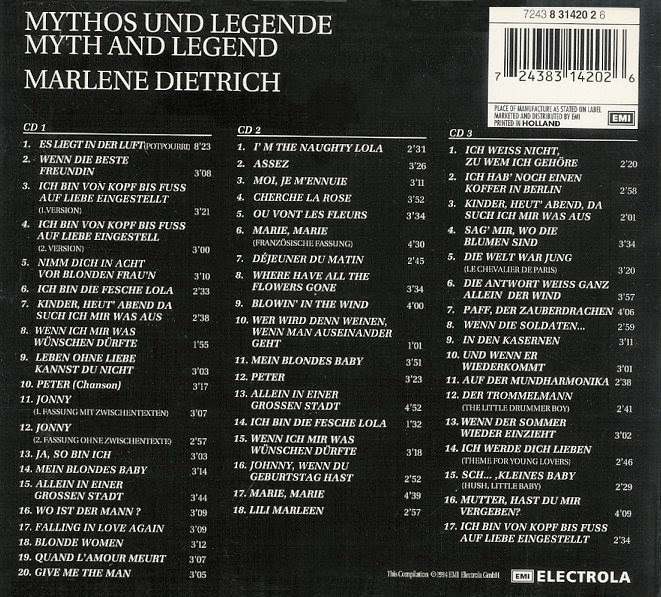 MYTHOS UND LEGENDE
MYTH AND LEGEND
MARLENE DIETRICH
7243 8 31420 2 6
7 24383 14202 6
PLACE OF MANUFACTURE AS STATED ON LABEL
MARKETED AND DISTRIBUTED BY EMI
PRINTED IN HOLLAND
EMI
CD 1
1. ES LIEGT IN DER LUFT (POTPOURRI) 8'23
2. WENN DIE BESTE
FREUNDIN 3'08
3. ICH BIN VON KOPF BIS FUSS
AUF LIEBE EINGESTELLT
(1. VERSION) 3'21
4. ICH BIN VON KOPF BIS FUSS
AUF LIEBE EINGESTELL
(2. VERSION) 3'00
5. NIMM DICH IN ACHT
VOR BLONDEN FRAU'N 3'10
6. ICH BIN DIE FESCHE LOLA 2'33
7. KINDER, HEUT' ABEND DA
SUCH ICH MIR WAS AUS 2'38
8. WENN ICH MIR WAS
WÜNSCHEN DÜRFTE 1'55
9. LEBEN OHNE LIEBE
KANNST DU NICHT 3'03
10. PETER (Chanson) 3'17
11. JONNY
(1. FASSUNG MIT ZWISCHENTEXTEN) 3'07
12. JONNY
(2. FASSUNG OHNE ZWISCHENTEXTE) 2'57
13. JA, SO BIN ICH 3'03
14. MEIN BLONDES BABY 3'14
15. ALLEIN IN EINER
GROSSEN STADT 3'44
16. WO IST DER MANN ? 3'09
17. FALLING IN LOVE AGAIN 3'09
18. BLONDE WOMEN 3'12
19. QUAND L'AMOUR MEURT 3'07
20. GIVE ME THE MAN 3'05
CD 2
1. I' M THE NAUGHTY LOLA 2'31
2. ASSEZ 3'26
3. MOI, JE M'ENNUIE 3'11
4. CHERCHE LA ROSE 3'52
5. OU VONT LES FLEURS 3'34
6. MARIE, MARIE
(FRANZÖSISCHE FASSUNG) 4'30
7. DÉJEUNER DU MATIN 2'45
8. WHERE HAVE ALL THE
FLOWERS GONE 3'34
9. BLOWIN' IN THE WIND 4'00
10. WER WIRD DENN WEINEN,
WENN MAN AUSEINANDER
GEHT 1'01
11. MEIN BLONDES BABY 3'51
12. PETER 3'23
13. ALLEIN IN EINER
GROSSEN STADT 4'52
14. ICH BIN DIE FESCHE LOLA 1'32
15. WENN ICH MIR WAS
WÜNSCHEN DÜRFTE 3'18
16. JOHNNY, WENN DU
GEBURTSTAG HAST 2'52
17. MARIE, MARIE 4'39
18. LILI MARLEEN 2'57
CD 3
1. ICH WEISS NICHT,
ZU WEM ICH GEHÖRE 2'20
2. ICH HAB' NOCH EINEN
KOFFER IN BERLIN 2'58
3. KINDER, HEUT' ABEND, DA
SUCH ICH MIR WAS AUS 2'01
4. SAG' MIR, WO DIE
BLUMEN SIND 3'34
5. DIE WELT WAR JUNG
(LE CHEVALIER DE PARIS) 3'20
6. DIE ANTWORT WEISS GANZ
ALLEIN DER WIND 3'57
7. PAFF, DER ZAUBERDRACHEN 4'06
8. WENN DIE SOLDATEN... 2'59
9. IN DEN KASERNEN 3'11
10. UND WENN ER
WIEDERKOMMT 3'01
11. AUF DER MUNDHARMONIKA 2'38
12. DER TROMMELMANN
(THE LITTLE DRUMMER BOY) 2'41
13. WENN DER SOMMER
WIEDER EINZIEHT 3'02
14. ICH WERDE DICH LIEBEN
(THEME FOR YOUNG LOVERS) 2'46
15. SCH... ,KLEINES BABY
(HUSH, LITTLE BABY) 2'29
16. MUTTER, HAST DU MIR
VERGEBEN? 4'09
17. ICH BIN VON KOPF BIS FUSS
AUF LIEBE EINGESTELLT 2'34
This Compilation ℗ 1994 EMI Electrola GmbH
EMI ELECTROLA